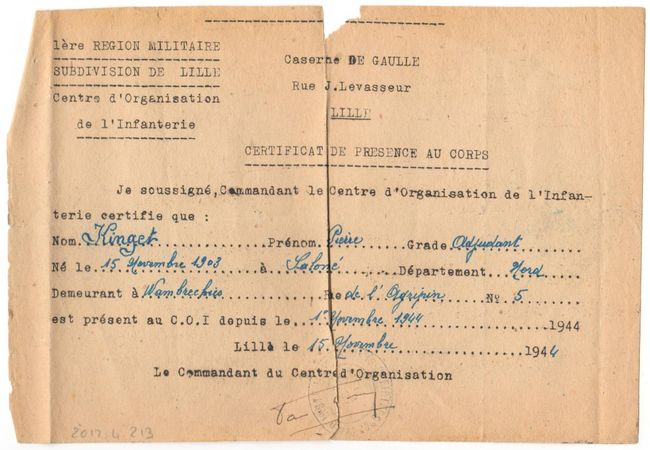 1ère REGION MILITAIRE
SUBDIVISION DE LILLE
Centre d'Organisation
de l'Infanterie
Caserne DE GAULLE
Rue J.Levasseur
LILLE
CERTIFICAT DE PRESENCE AU CORPS
Je soussigné,Commandant le Centre d'Organisation de l'Infan-
terie certifie que :
Nom. Kinget Prénom. Pierre Grade Adjudant
Né le 15 Novembre 1903 à Département Nord
Demeurant à Wambrechies Rue de l' N° 5
est présent au C.O.I depuis le 1er Novembre 1944 1944
Lille le 15 Novembre 1944
Le Commandant du Centre d'Organisation
2017.4.213